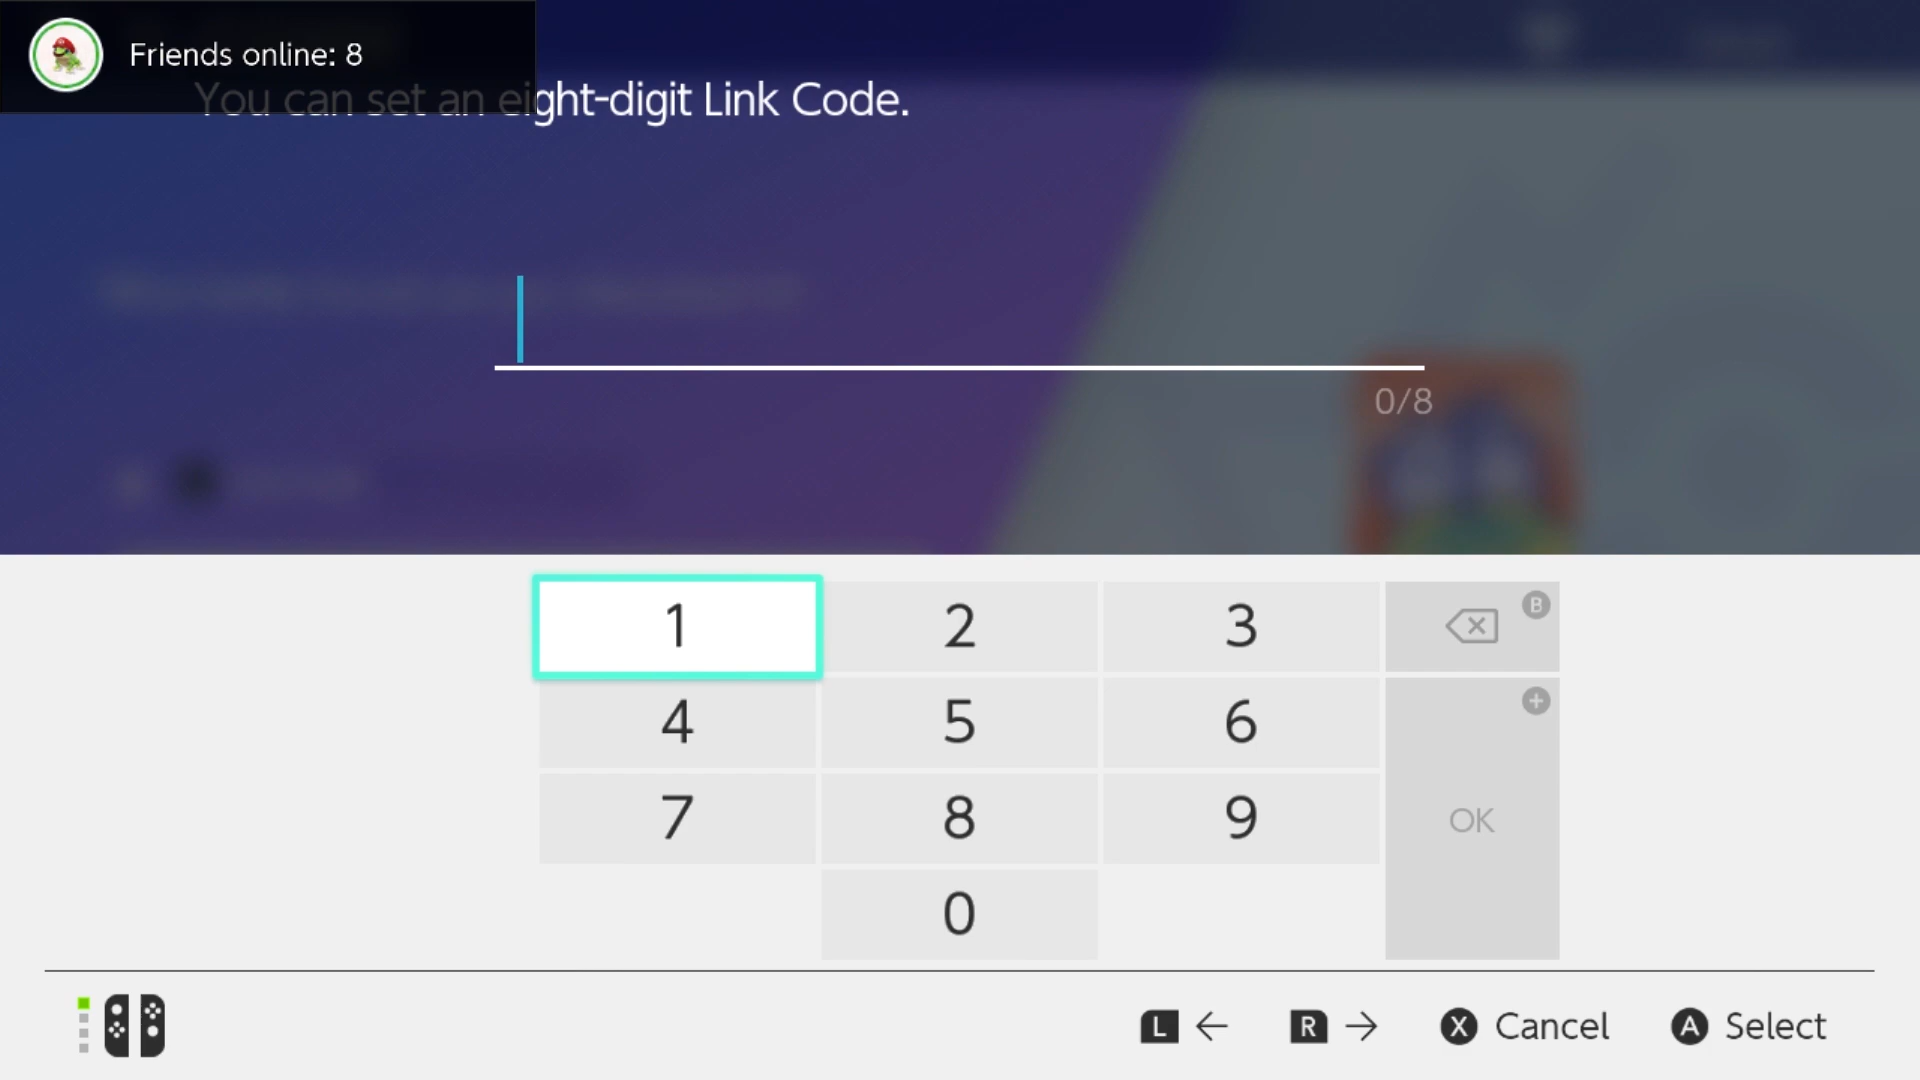 Friends online: 8
You can set an eight-digit Link Code.
0/8
1 2 3 B
4 5 6 +
7 8 9 OK
0
L ← R → X Cancel A Select